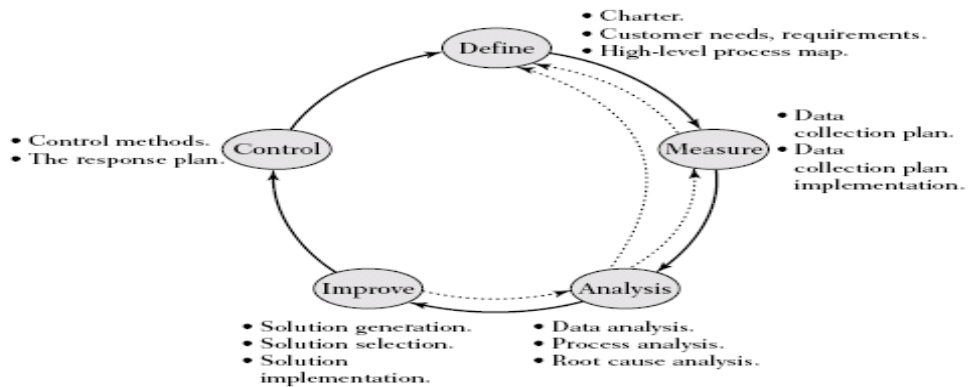 Define
• Charter.
• Customer needs, requirements.
• High-level process map.
Measure
• Data
collection plan.
• Data
collection plan
implementation.
Analysis
• Data analysis.
• Process analysis.
• Root cause analysis.
Improve
• Solution generation.
• Solution selection.
• Solution
implementation.
Control
• Control methods.
• The response plan.